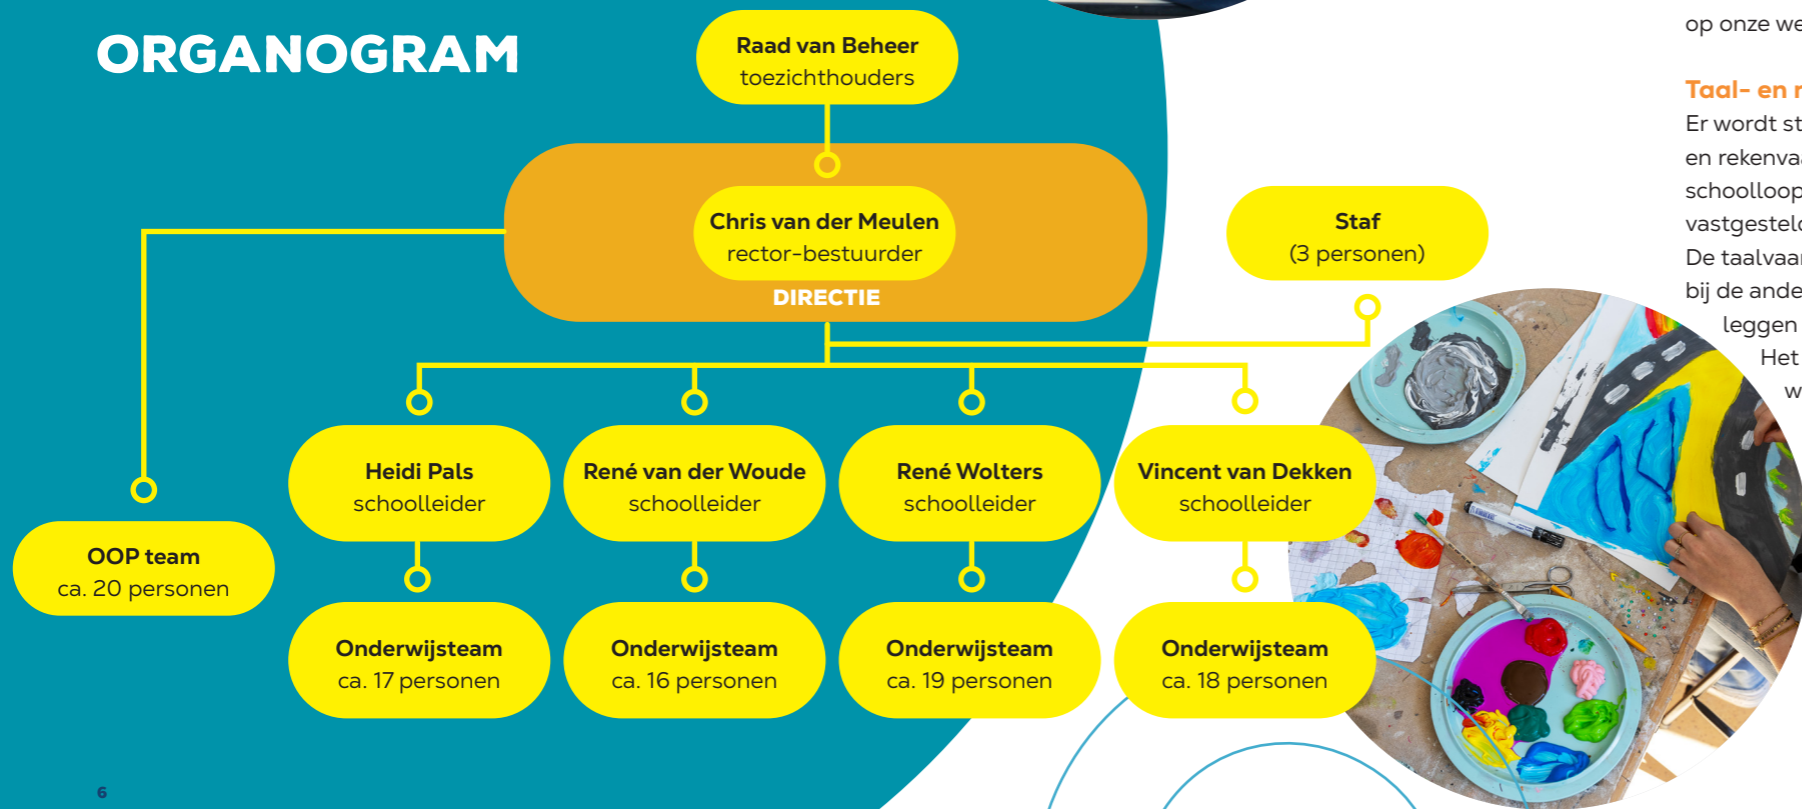 ORGANOGRAM
Raad van Beheer
toezichthouders
Chris van der Meulen
rector-bestuurder
DIRECTIE
Staf
(3 personen)
Heidi Pals
schoolleider
René van der Woude
schoolleider
René Wolters
schoolleider
Vincent van Dekken
schoolleider
OOP team
ca. 20 personen
Onderwijsteam
ca. 17 personen
Onderwijsteam
ca. 16 personen
Onderwijsteam
ca. 19 personen
Onderwijsteam
ca. 18 personen
6
op onze
Taal- en
Er wordt
en
De
bij de
leggen
Het